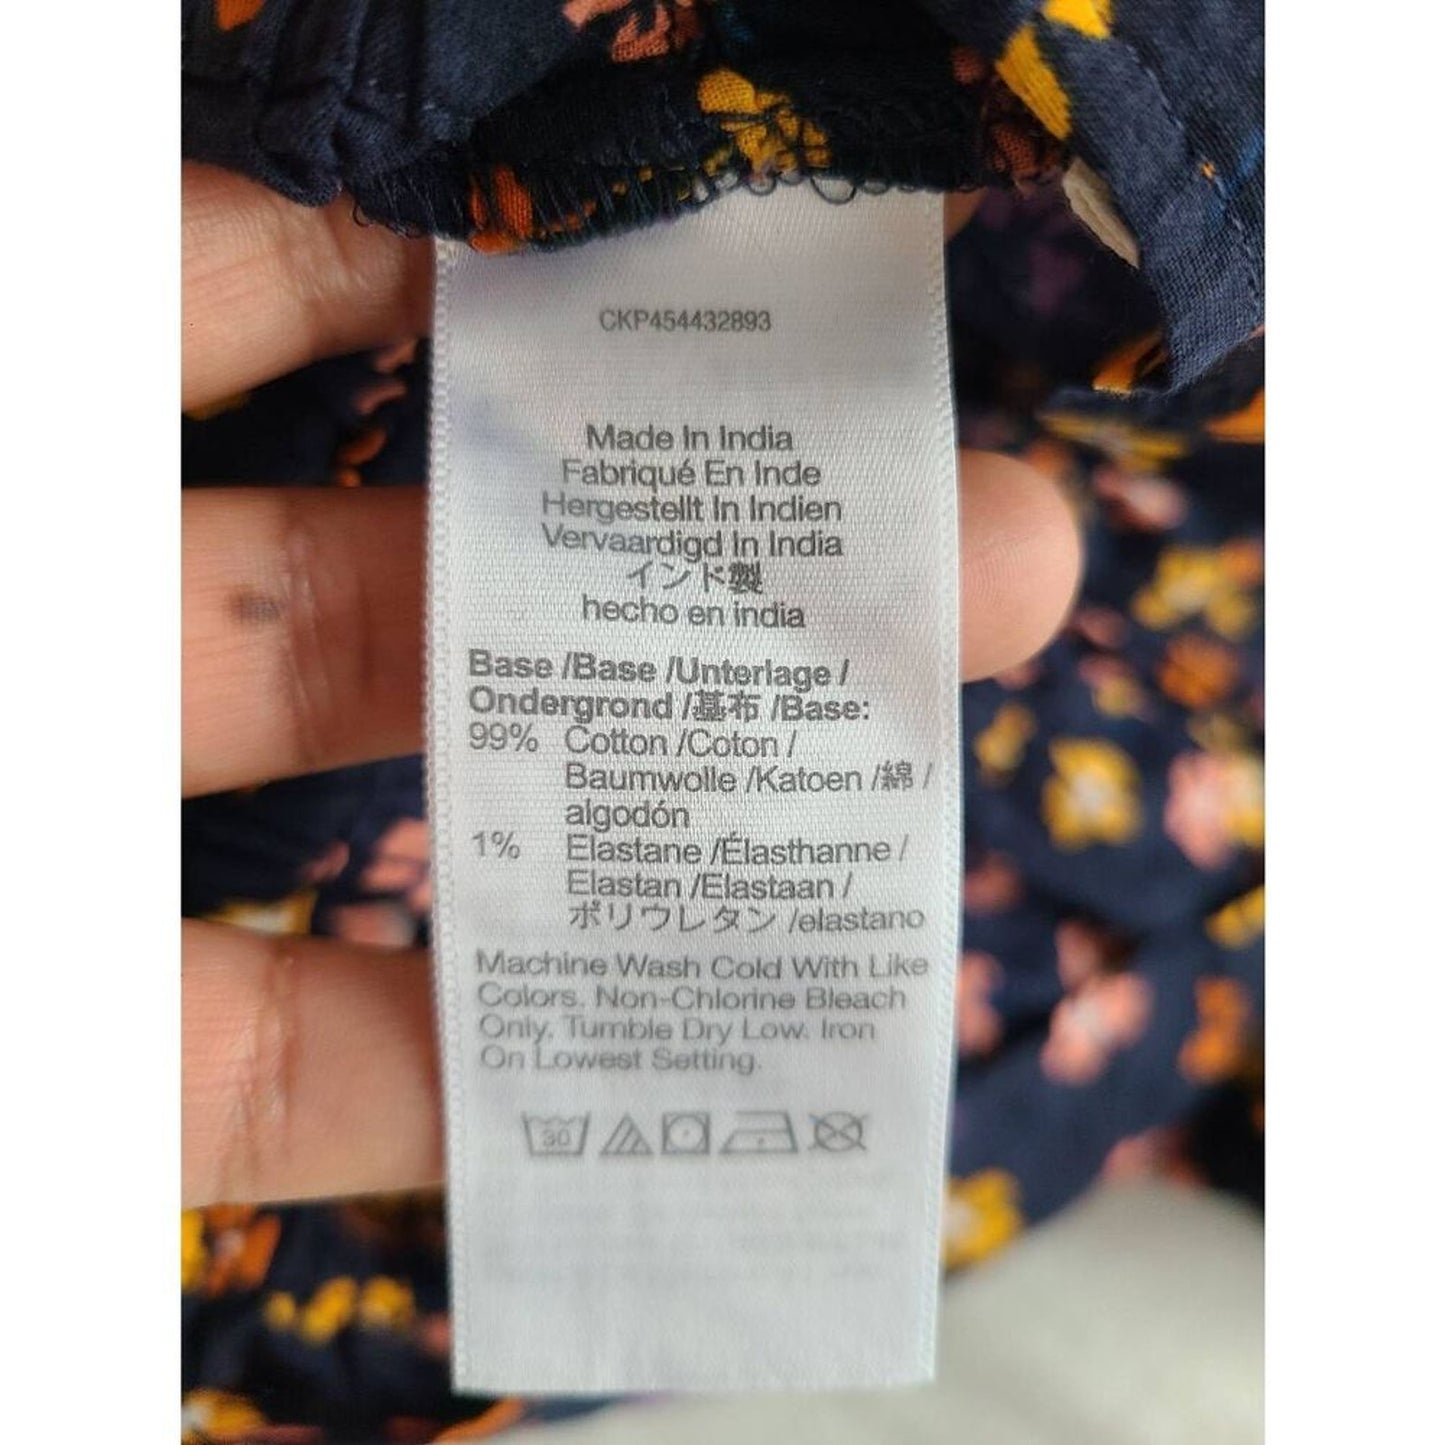 CKP454432893
Made In India
Fabriqué En Inde
Hergestellt In Indien
Vervaardigd In India
インド製
hecho en india
Base /Base /Unterlage /
Ondergrond /基布 /Base:
99% Cotton /Coton /
Baumwolle /Katoen /綿 /
algodón
1% Elastane /Élasthanne /
Elastan /Elastaan /
ポリウレタン /elastano
Machine Wash Cold With Like
Colors. Non-Chlorine Bleach
Only. Tumble Dry Low. Iron
On Lowest Setting.
30